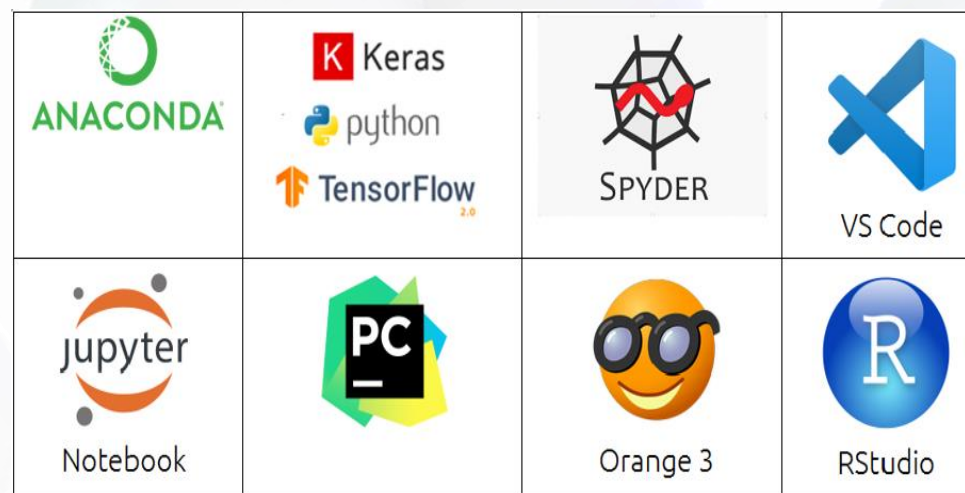 ANACONDA
K Keras
python
TensorFlow
2.0
SPYDER
VS Code
jupyter
Notebook
PC
Orange 3
R
RStudio